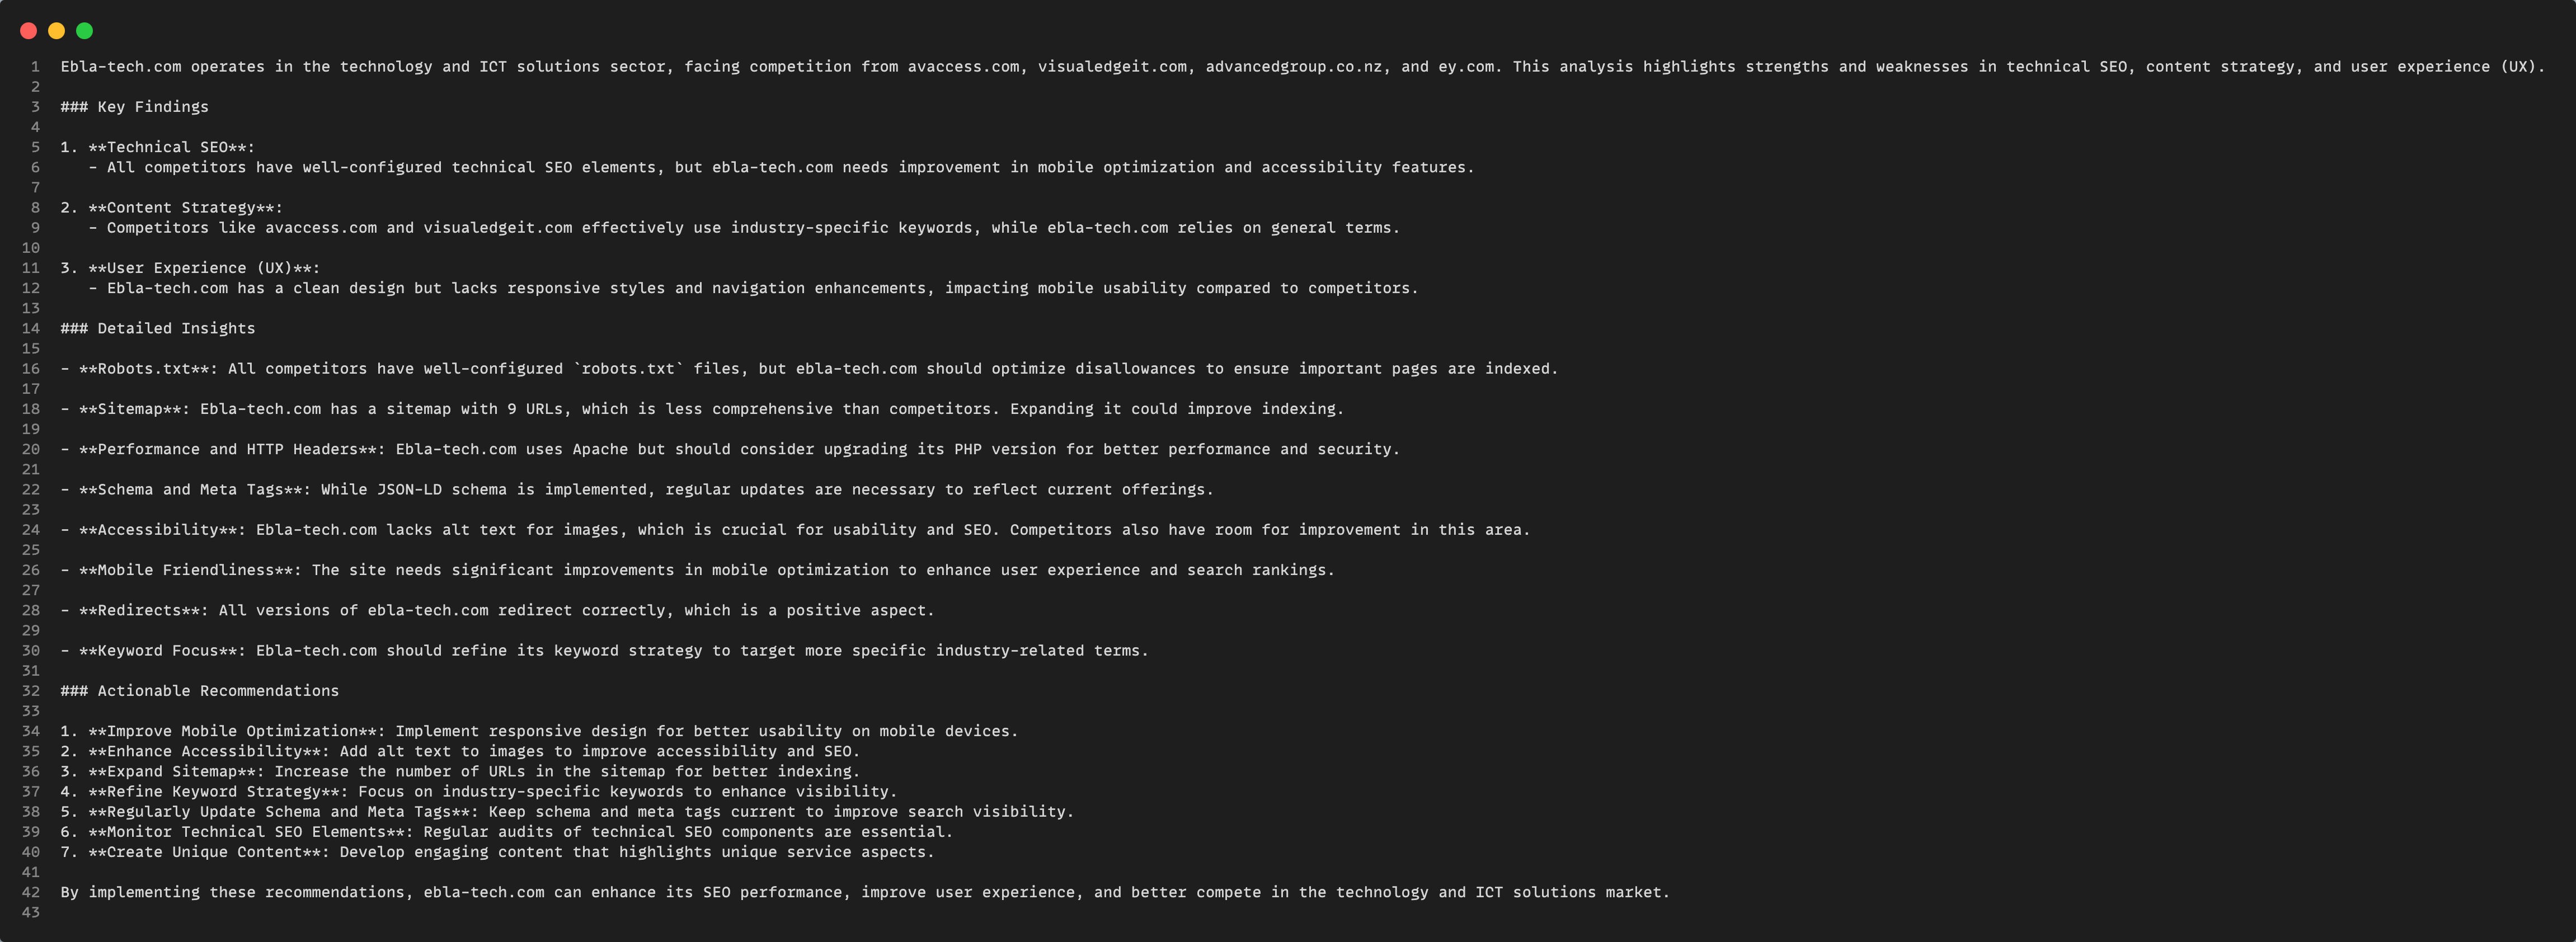 1 Ebla-tech.com operates in the technology and ICT solutions sector, facing competition from avaccess.com, visualedgeit.com, advancedgroup.co.nz, and ey.com. This analysis highlights strengths and weaknesses in technical SEO, content strategy, and user experience (UX).
2
3 ### Key Findings
4
5 1. **Technical SEO**:
6    - All competitors have well-configured technical SEO elements, but ebla-tech.com needs improvement in mobile optimization and accessibility features.
7
8 2. **Content Strategy**:
9    - Competitors like avaccess.com and visualedgeit.com effectively use industry-specific keywords, while ebla-tech.com relies on general terms.
10
11 3. **User Experience (UX)**:
12    - Ebla-tech.com has a clean design but lacks responsive styles and navigation enhancements, impacting mobile usability compared to competitors.
13
14 ### Detailed Insights
15
16 - **Robots.txt**: All competitors have well-configured `robots.txt` files, but ebla-tech.com should optimize disallowances to ensure important pages are indexed.
17
18 - **Sitemap**: Ebla-tech.com has a sitemap with 9 URLs, which is less comprehensive than competitors. Expanding it could improve indexing.
19
20 - **Performance and HTTP Headers**: Ebla-tech.com uses Apache but should consider upgrading its PHP version for better performance and security.
21
22 - **Schema and Meta Tags**: While JSON-LD schema is implemented, regular updates are necessary to reflect current offerings.
23
24 - **Accessibility**: Ebla-tech.com lacks alt text for images, which is crucial for usability and SEO. Competitors also have room for improvement in this area.
25
26 - **Mobile Friendliness**: The site needs significant improvements in mobile optimization to enhance user experience and search rankings.
27
28 - **Redirects**: All versions of ebla-tech.com redirect correctly, which is a positive aspect.
29
30 - **Keyword Focus**: Ebla-tech.com should refine its keyword strategy to target more specific industry-related terms.
31
32 ### Actionable Recommendations
33
34 1. **Improve Mobile Optimization**: Implement responsive design for better usability on mobile devices.
35 2. **Enhance Accessibility**: Add alt text to images to improve accessibility and SEO.
36 3. **Expand Sitemap**: Increase the number of URLs in the sitemap for better indexing.
37 4. **Refine Keyword Strategy**: Focus on industry-specific keywords to enhance visibility.
38 5. **Regularly Update Schema and Meta Tags**: Keep schema and meta tags current to improve search visibility.
39 6. **Monitor Technical SEO Elements**: Regular audits of technical SEO components are essential.
40 7. **Create Unique Content**: Develop engaging content that highlights unique service aspects.
41
42 By implementing these recommendations, ebla-tech.com can enhance its SEO performance, improve user experience, and better compete in the technology and ICT solutions market.
43